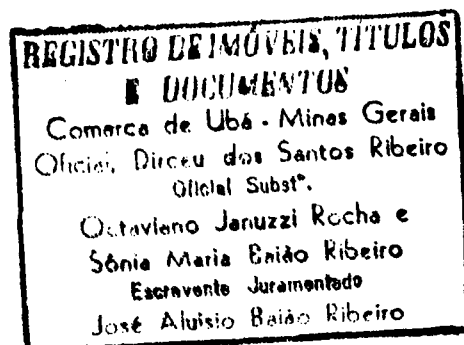 REGISTRO DE IMÓVEIS, TÍTULOS
E DOCUMENTOS
Comarca de Ubá - Minas Gerais
Oficial, Dirceu dos Santos Ribeiro
Oficial Substº.
Octaviano Januzzi Rocha e
Sônia Maria Baião Ribeiro
Escrevente Juramentado
José Aluisio Baião Ribeiro